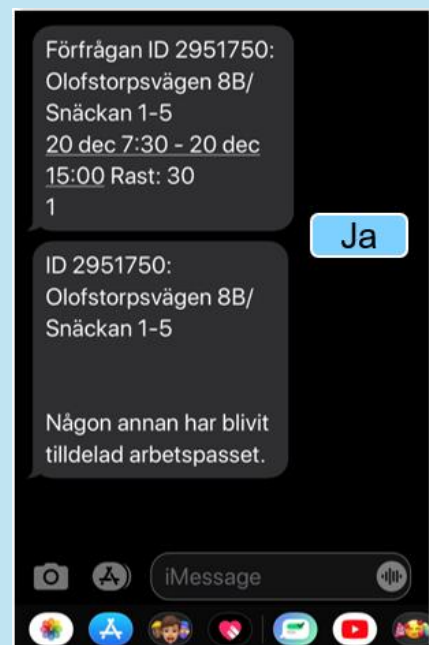 Förfrågan ID 2951750:
Olofstorpsvägen 8B/
Snäckan 1-5
20 dec 7:30 - 20 dec
15:00 Rast: 30
1
Ja
ID 2951750:
Olofstorpsvägen 8B/
Snäckan 1-5
Någon annan har blivit
tilldelad arbetspasset.
iMessage